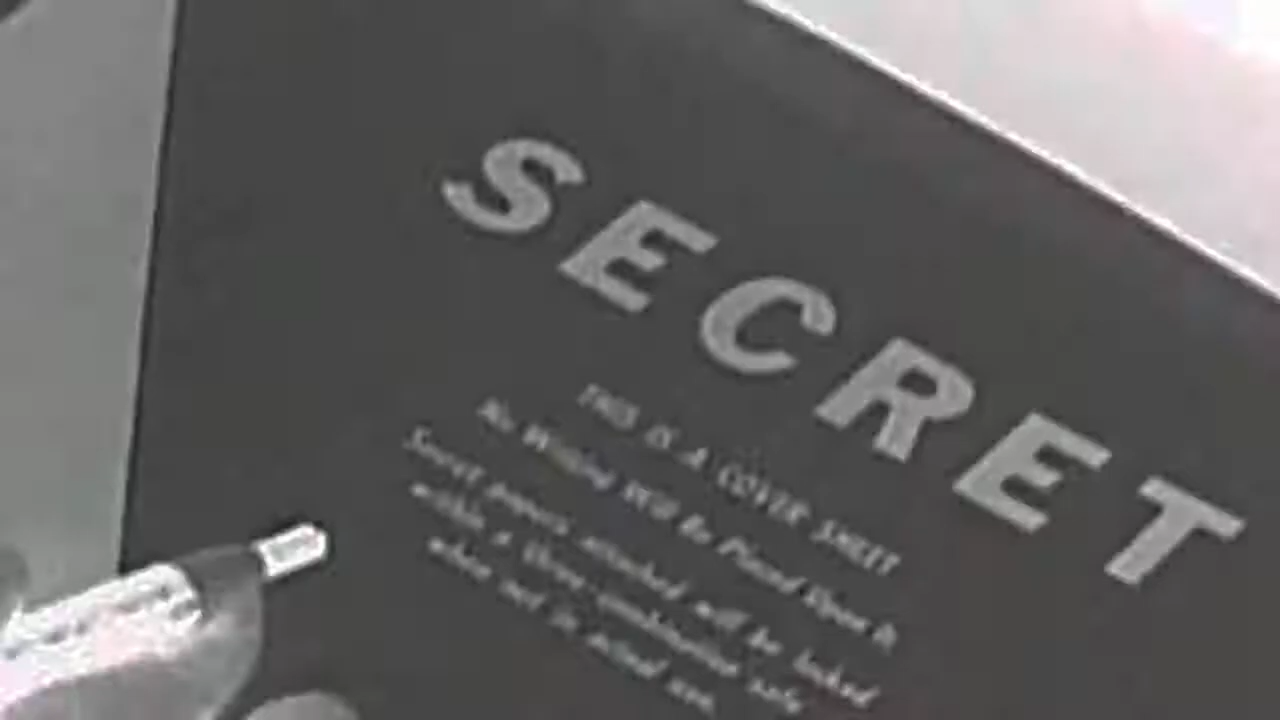 SECRET
THIS IS A COVER SHEET
No Writing Will Be Placed Upon It
Secret papers attached will be locked
within a three combination safe
when not in actual use.